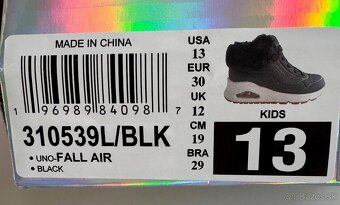 MADE IN CHINA
1 96989 84098 7
310539L/BLK
• UNO-FALL AIR
• BLACK
USA
13
EUR
30
UK
12
CM
19
BRA
29
KIDS
13